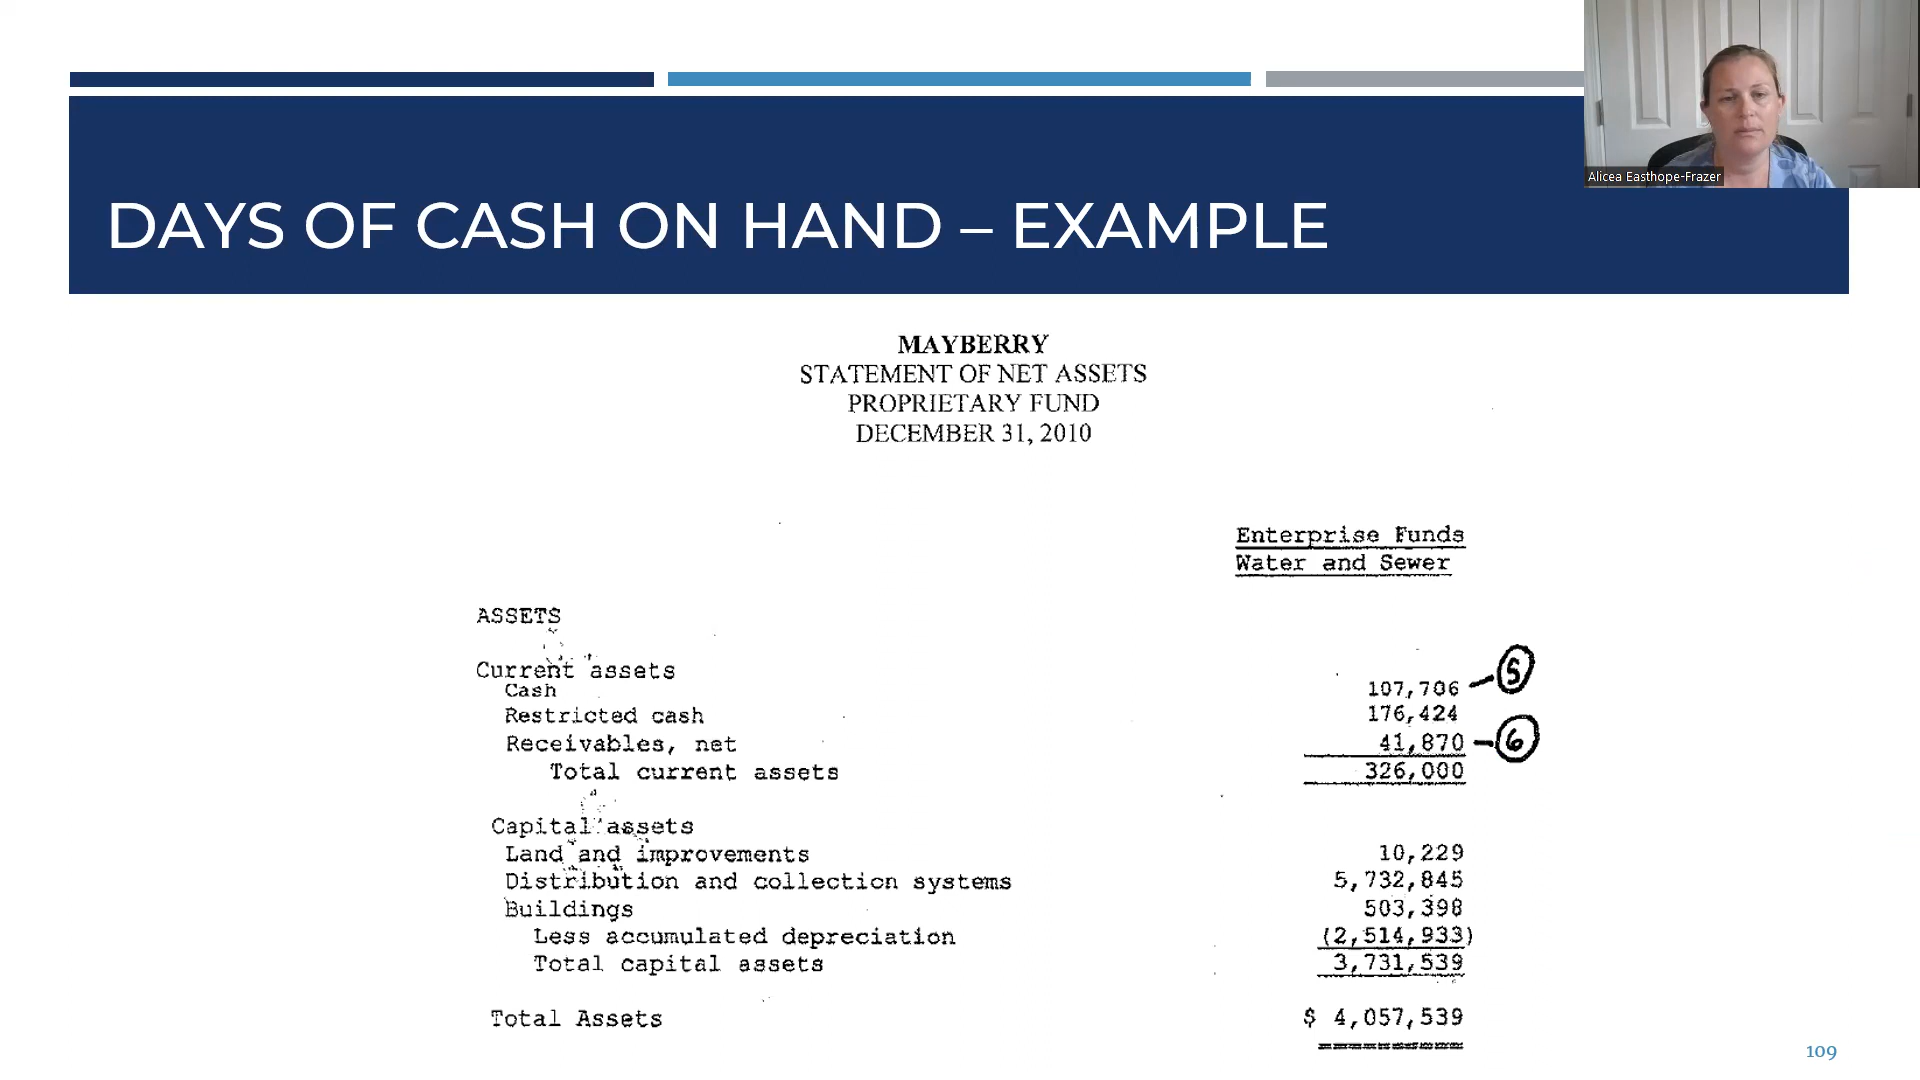 Alicea Easthope-Frazer
DAYS OF CASH ON HAND – EXAMPLE
MAYBERRY
STATEMENT OF NET ASSETS
PROPRIETARY FUND
DECEMBER 31, 2010
Enterprise Funds
Water and Sewer
ASSETS
Current assets
Cash 107,706 5
Restricted cash 176,424
Receivables, net 41,870 6
Total current assets 326,000
Capital assets
Land and improvements 10,229
Distribution and collection systems 5,732,845
Buildings 503,398
Less accumulated depreciation (2,514,933)
Total capital assets 3,731,539
Total Assets $ 4,057,539
109